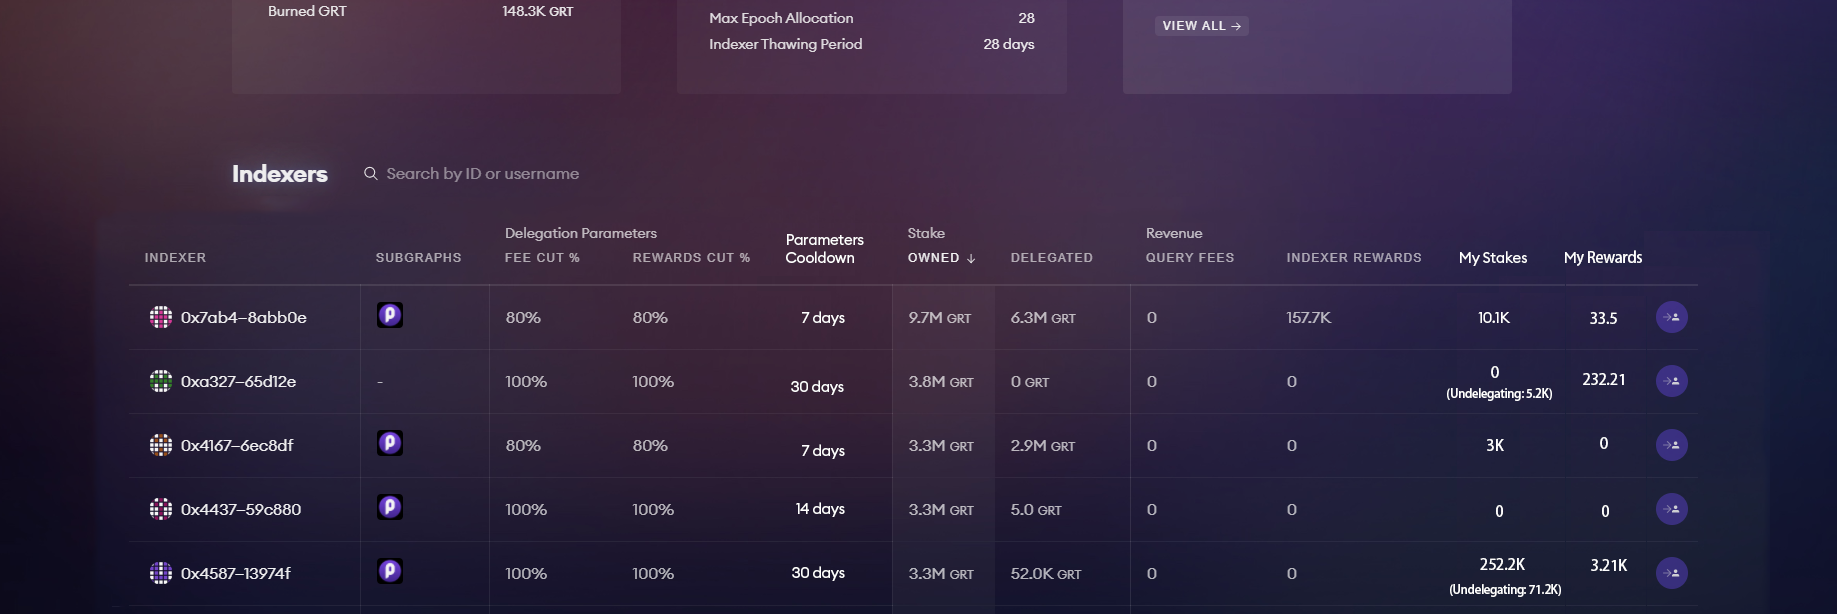 Burned GRT 148.3K GRT
Max Epoch Allocation 28
Indexer Thawing Period 28 days
VIEW ALL →
Indexers
Search by ID or username
Delegation Parameters Stake Revenue
INDEXER SUBGRAPHS FEE CUT % REWARDS CUT % Parameters Cooldown OWNED ↓ DELEGATED QUERY FEES INDEXER REWARDS My Stakes My Rewards
0x7ab4–8abb0e 80% 80% 7 days 9.7M GRT 6.3M GRT 0 157.7K 10.1K 33.5
0xa327–65d12e - 100% 100% 30 days 3.8M GRT 0 GRT 0 0 0 232.21
(Undelegating: 5.2K)
0x4167–6ec8df 80% 80% 7 days 3.3M GRT 2.9M GRT 0 0 3K 0
0x4437–59c880 100% 100% 14 days 3.3M GRT 5.0 GRT 0 0 0 0
0x4587–13974f 100% 100% 30 days 3.3M GRT 52.0K GRT 0 0 252.2K 3.21K
(Undelegating: 71.2K)